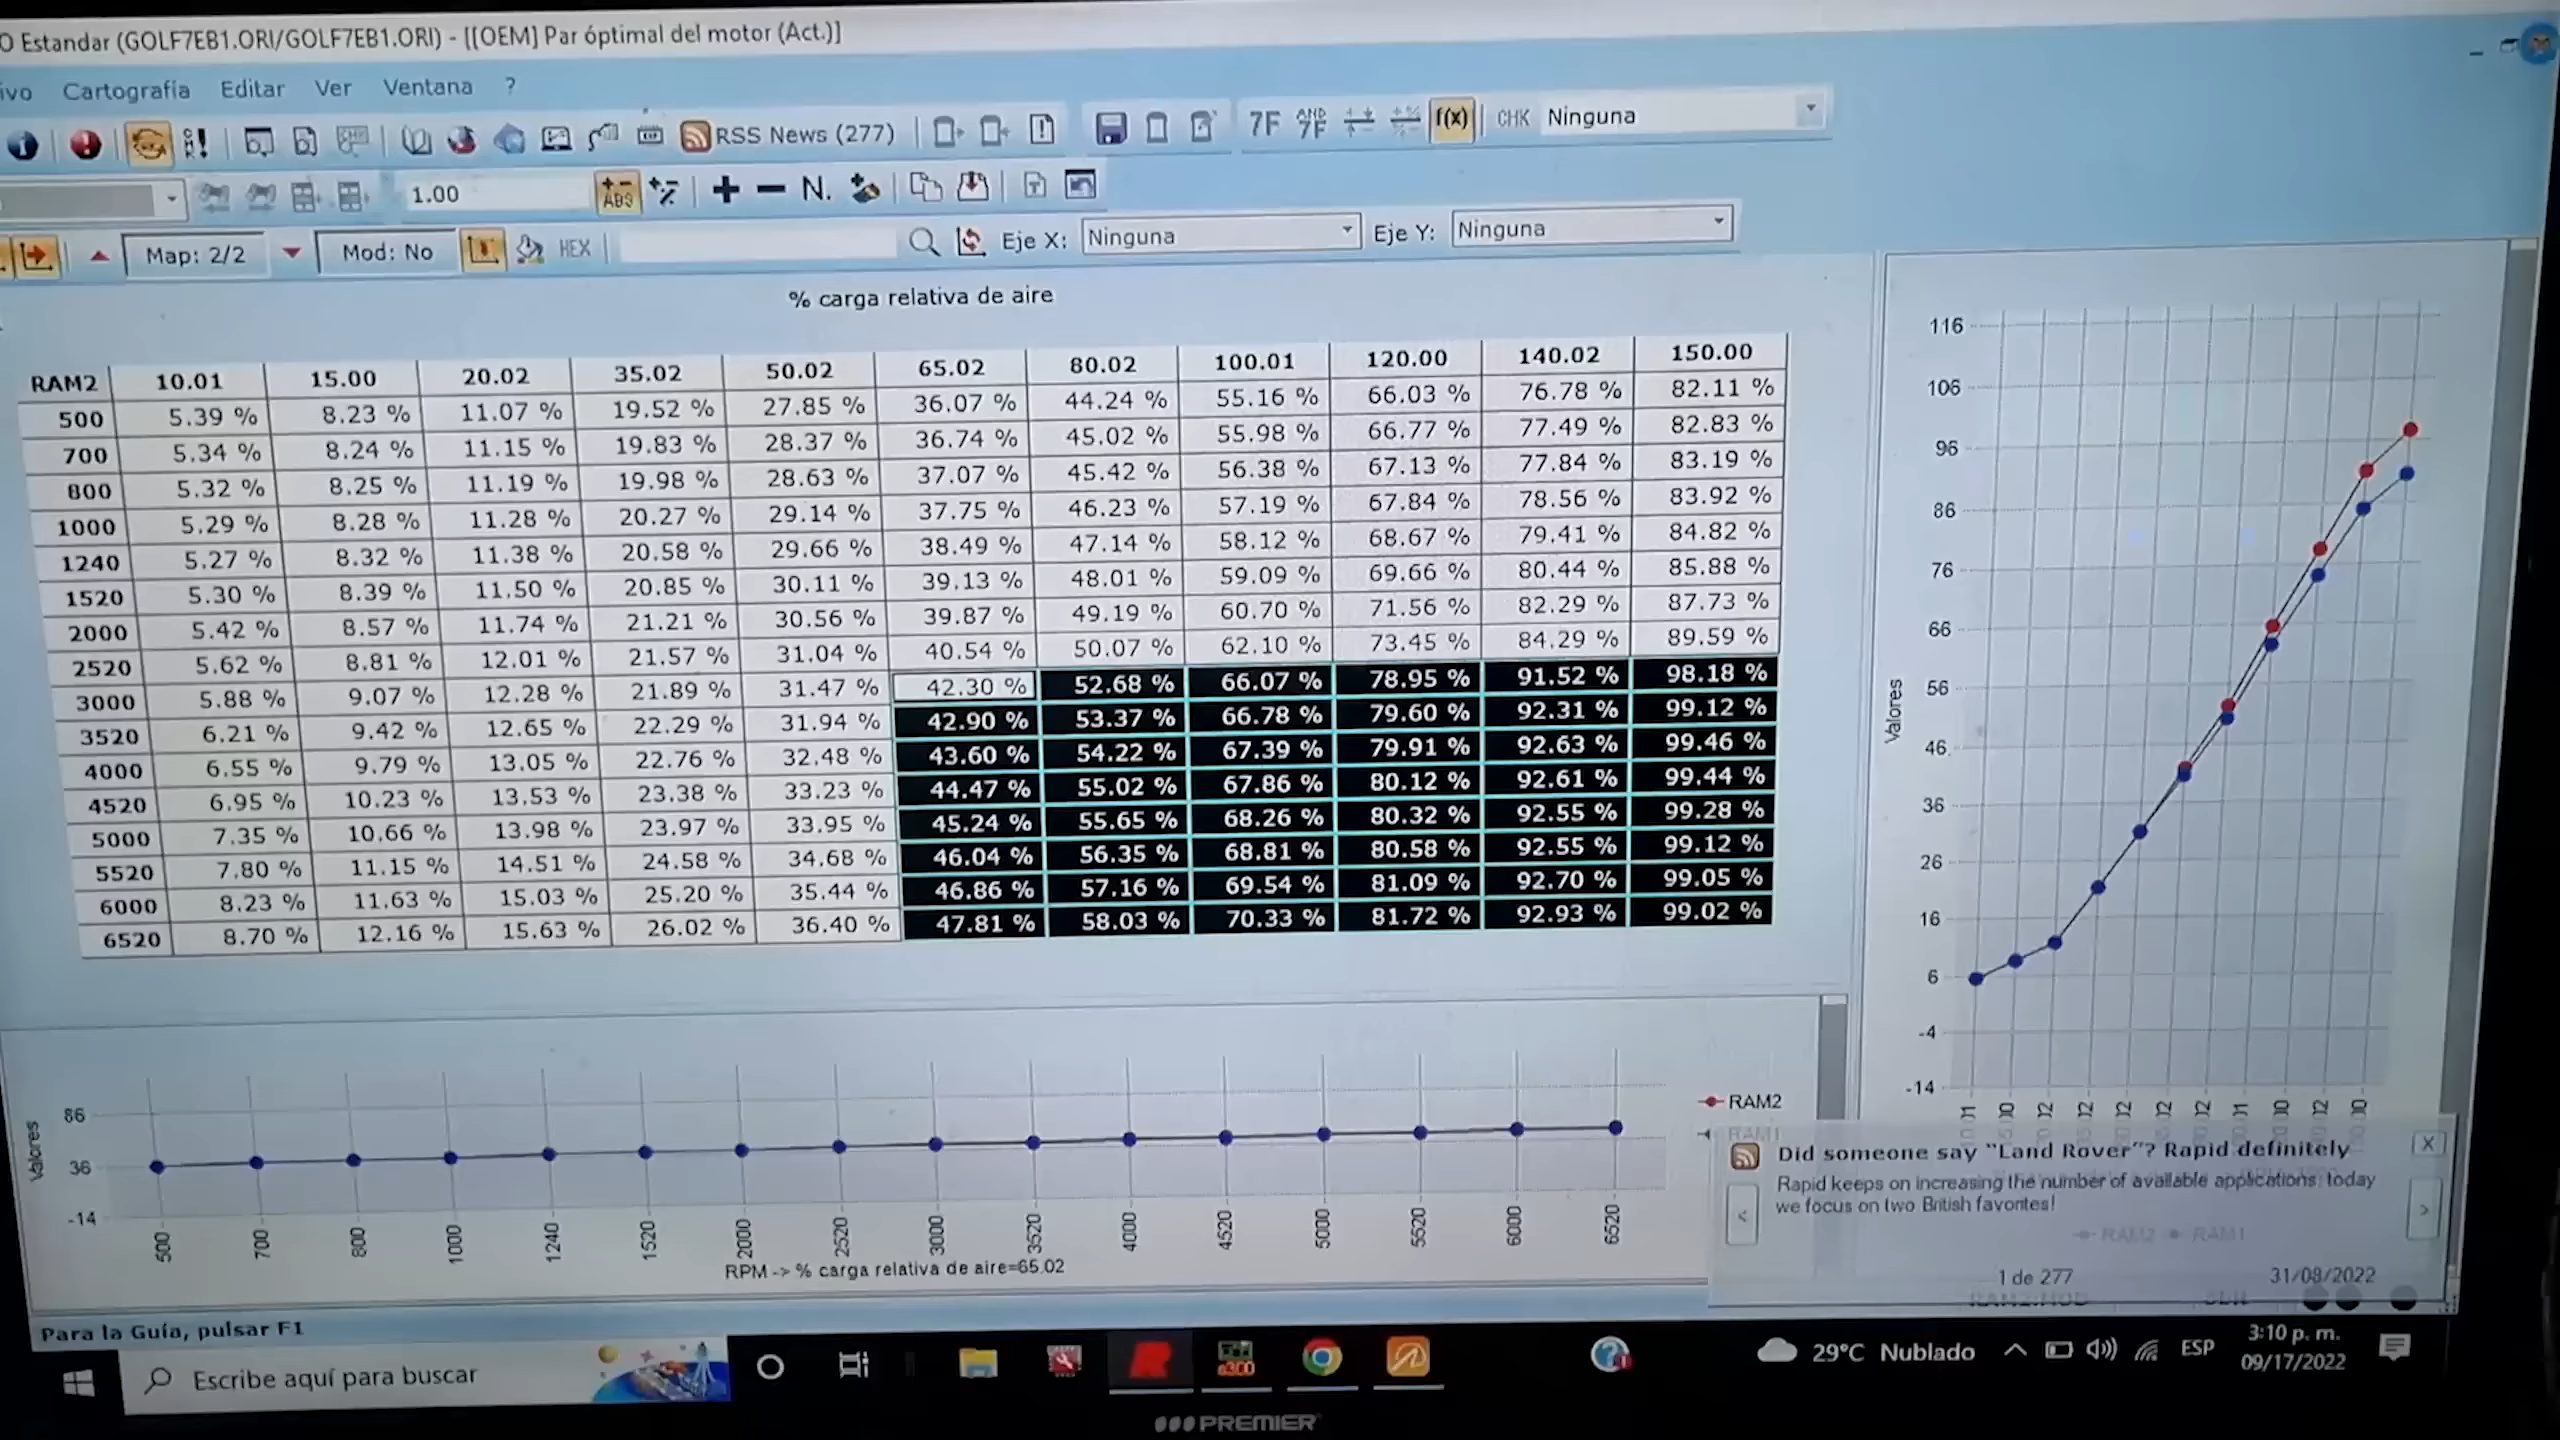 O Estandar (GOLF7EB1.ORI/GOLF7EB1.ORI) - [[OEM] Par óptimal del motor (Act.)]
ivo Cartografía Editar Ver Ventana ?
RSS News (277) 7F AND 7F f(x) CHK Ninguna
1.00 ABS N.
Map: 2/2 Mod: No HEX Eje X: Ninguna Eje Y: Ninguna
% carga relativa de aire
RAM2 10.01 15.00 20.02 35.02 50.02 65.02 80.02 100.01 120.00 140.02 150.00
500 5.39 % 8.23 % 11.07 % 19.52 % 27.85 % 36.07 % 44.24 % 55.16 % 66.03 % 76.78 % 82.11 %
700 5.34 % 8.24 % 11.15 % 19.83 % 28.37 % 36.74 % 45.02 % 55.98 % 66.77 % 77.49 % 82.83 %
800 5.32 % 8.25 % 11.19 % 19.98 % 28.63 % 37.07 % 45.42 % 56.38 % 67.13 % 77.84 % 83.19 %
1000 5.29 % 8.28 % 11.28 % 20.27 % 29.14 % 37.75 % 46.23 % 57.19 % 67.84 % 78.56 % 83.92 %
1240 5.27 % 8.32 % 11.38 % 20.58 % 29.66 % 38.49 % 47.14 % 58.12 % 68.67 % 79.41 % 84.82 %
1520 5.30 % 8.39 % 11.50 % 20.85 % 30.11 % 39.13 % 48.01 % 59.09 % 69.66 % 80.44 % 85.88 %
2000 5.42 % 8.57 % 11.74 % 21.21 % 30.56 % 39.87 % 49.19 % 60.70 % 71.56 % 82.29 % 87.73 %
2520 5.62 % 8.81 % 12.01 % 21.57 % 31.04 % 40.54 % 50.07 % 62.10 % 73.45 % 84.29 % 89.59 %
3000 5.88 % 9.07 % 12.28 % 21.89 % 31.47 % 42.30 % 52.68 % 66.07 % 78.95 % 91.52 % 98.18 %
3520 6.21 % 9.42 % 12.65 % 22.29 % 31.94 % 42.90 % 53.37 % 66.78 % 79.60 % 92.31 % 99.12 %
4000 6.55 % 9.79 % 13.05 % 22.76 % 32.48 % 43.60 % 54.22 % 67.39 % 79.91 % 92.63 % 99.46 %
4520 6.95 % 10.23 % 13.53 % 23.38 % 33.23 % 44.47 % 55.02 % 67.86 % 80.12 % 92.61 % 99.44 %
5000 7.35 % 10.66 % 13.98 % 23.97 % 33.95 % 45.24 % 55.65 % 68.26 % 80.32 % 92.55 % 99.28 %
5520 7.80 % 11.15 % 14.51 % 24.58 % 34.68 % 46.04 % 56.35 % 68.81 % 80.58 % 92.55 % 99.12 %
6000 8.23 % 11.63 % 15.03 % 25.20 % 35.44 % 46.86 % 57.16 % 69.54 % 81.09 % 92.70 % 99.05 %
6520 8.70 % 12.16 % 15.63 % 26.02 % 36.40 % 47.81 % 58.03 % 70.33 % 81.72 % 92.93 % 99.02 %
116
106
96
86
76
66
56
46
36
26
16
6
-4
-14
Valores
86
36
-14
Valores
500 700 800 1000 1240 1520 2000 2520 3000 3520 4000 4520 5000 5520 6000 6520
RPM -> % carga relativa de aire=65.02
RAM2
RAM1
Did someone say "Land Rover"? Rapid definitely X
Rapid keeps on increasing the number of available applications: today
we focus on two British favorites!
< >
RAM2 RAM1
1 de 277 31/08/2022
Para la Guía, pulsar F1
Escribe aquí para buscar
e300
29°C Nublado ESP
3:10 p. m.
09/17/2022
PREMIER